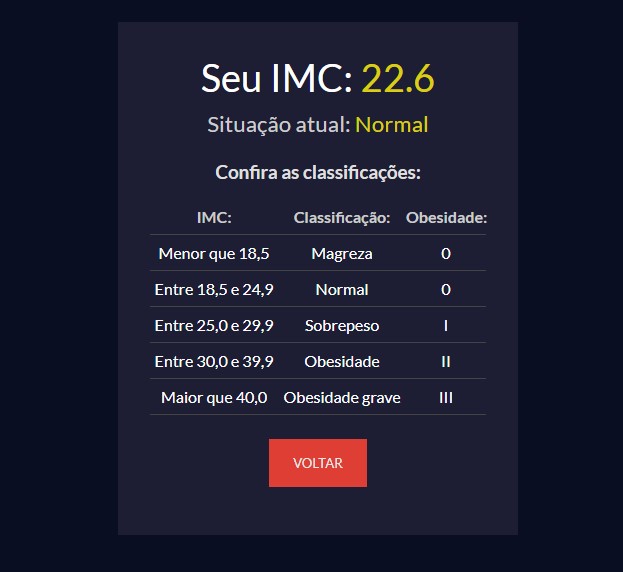 Seu IMC: 22.6
Situação atual: Normal
Confira as classificações:
IMC: Classificação: Obesidade:
Menor que 18,5 Magreza 0
Entre 18,5 e 24,9 Normal 0
Entre 25,0 e 29,9 Sobrepeso I
Entre 30,0 e 39,9 Obesidade II
Maior que 40,0 Obesidade grave III
VOLTAR